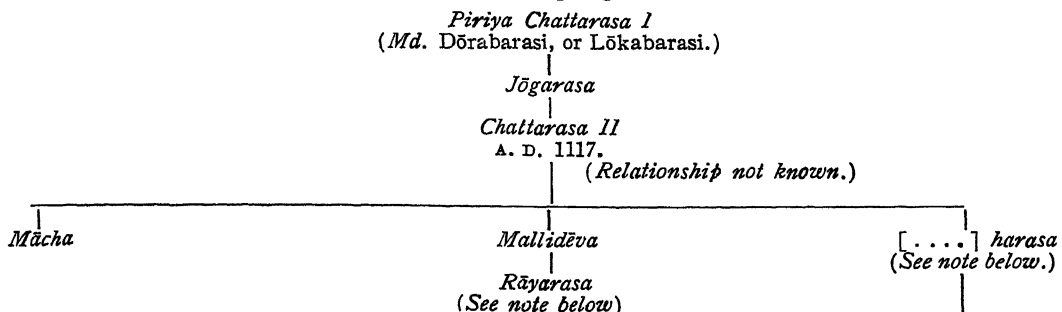 Piriya Chattarasa I
(Md. Dōrabarasi, or Lōkabarasi.)
Jōgarasa
Chattarasa II
A. D. 1117.
(Relationship not known.)
Mācha Mallidēva [....] harasa
(See note below.)
Rāyarasa
(See note below)